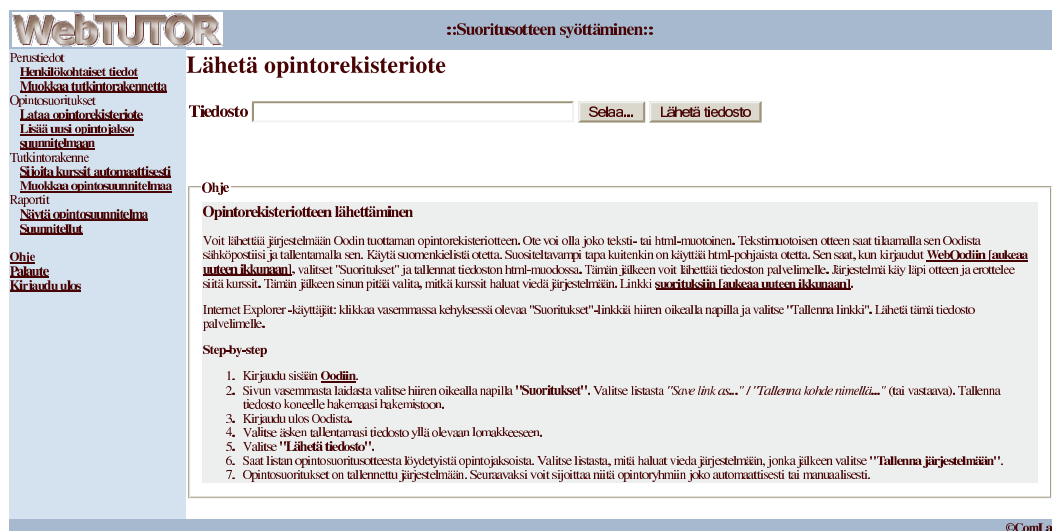 WebTUTOR
::Suoritusotteen syöttäminen::
Perustiedot
Henkilökohtaiset tiedot
Muokkaa tutkintorakennetta
Opintosuoritukset
Lataa opintorekisteriote
Lisää uusi opintojakso
suunnitelmaan
Tutkintorakenne
Sijoita kurssit automaattisesti
Muokkaa opintosuunnitelmaa
Raportit
Näytä opintosuunnitelma
Suunnitellut
Ohje
Palaute
Kirjaudu ulos
Lähetä opintorekisteriote
Tiedosto Selaa... Lähetä tiedosto
Ohje
Opintorekisteriotteen lähettäminen
Voit lähettää järjestelmään Oodin tuottaman opintorekisteriotteen. Ote voi olla joko teksti- tai html-muotoinen. Tekstimuotoisen otteen saat tilaamalla sen Oodista
sähköpostiisi ja tallentamalla sen. Käytä suomenkielistä otetta. Suositeltavampi tapa kuitenkin on käyttää html-pohjaista otetta. Sen saat, kun kirjaudut WebOodiin [aukeaa
uuteen ikkunaan], valitset "Suoritukset" ja tallennat tiedoston html-muodossa. Tämän jälkeen voit lähettää tiedoston palvelimelle. Järjestelmä käy läpi otteen ja erottelee
siitä kurssit. Tämän jälkeen sinun pitää valita, mitkä kurssit haluat viedä järjestelmään. Linkki suorituksiin [aukeaa uuteen ikkunaan].
Internet Explorer -käyttäjät: klikkaa vasemmassa kehyksessä olevaa "Suoritukset"-linkkiä hiiren oikealla napilla ja valitse "Tallenna linkki". Lähetä tämä tiedosto
palvelimelle.
Step-by-step
1. Kirjaudu sisään Oodiin.
2. Sivun vasemmasta laidasta valitse hiiren oikealla napilla "Suoritukset". Valitse listasta "Save link as..." / "Tallenna kohde nimellä..." (tai vastaava). Tallenna
tiedosto koneelle hakemaasi hakemistoon.
3. Kirjaudu ulos Oodista.
4. Valitse äsken tallentamasi tiedosto yllä olevaan lomakkeeseen.
5. Valitse "Lähetä tiedosto".
6. Saat listan opintosuoritusotteesta löydetyistä opintojaksoista. Valitse listasta, mitä haluat vieda järjestelmään, jonka jälkeen valitse "Tallenna järjestelmään".
7. Opintosuoritukset on tallennettu järjestelmään. Seuraavaksi voit sijoittaa niitä opintoryhmiin joko automaattisesti tai manuaalisesti.
©ComLa